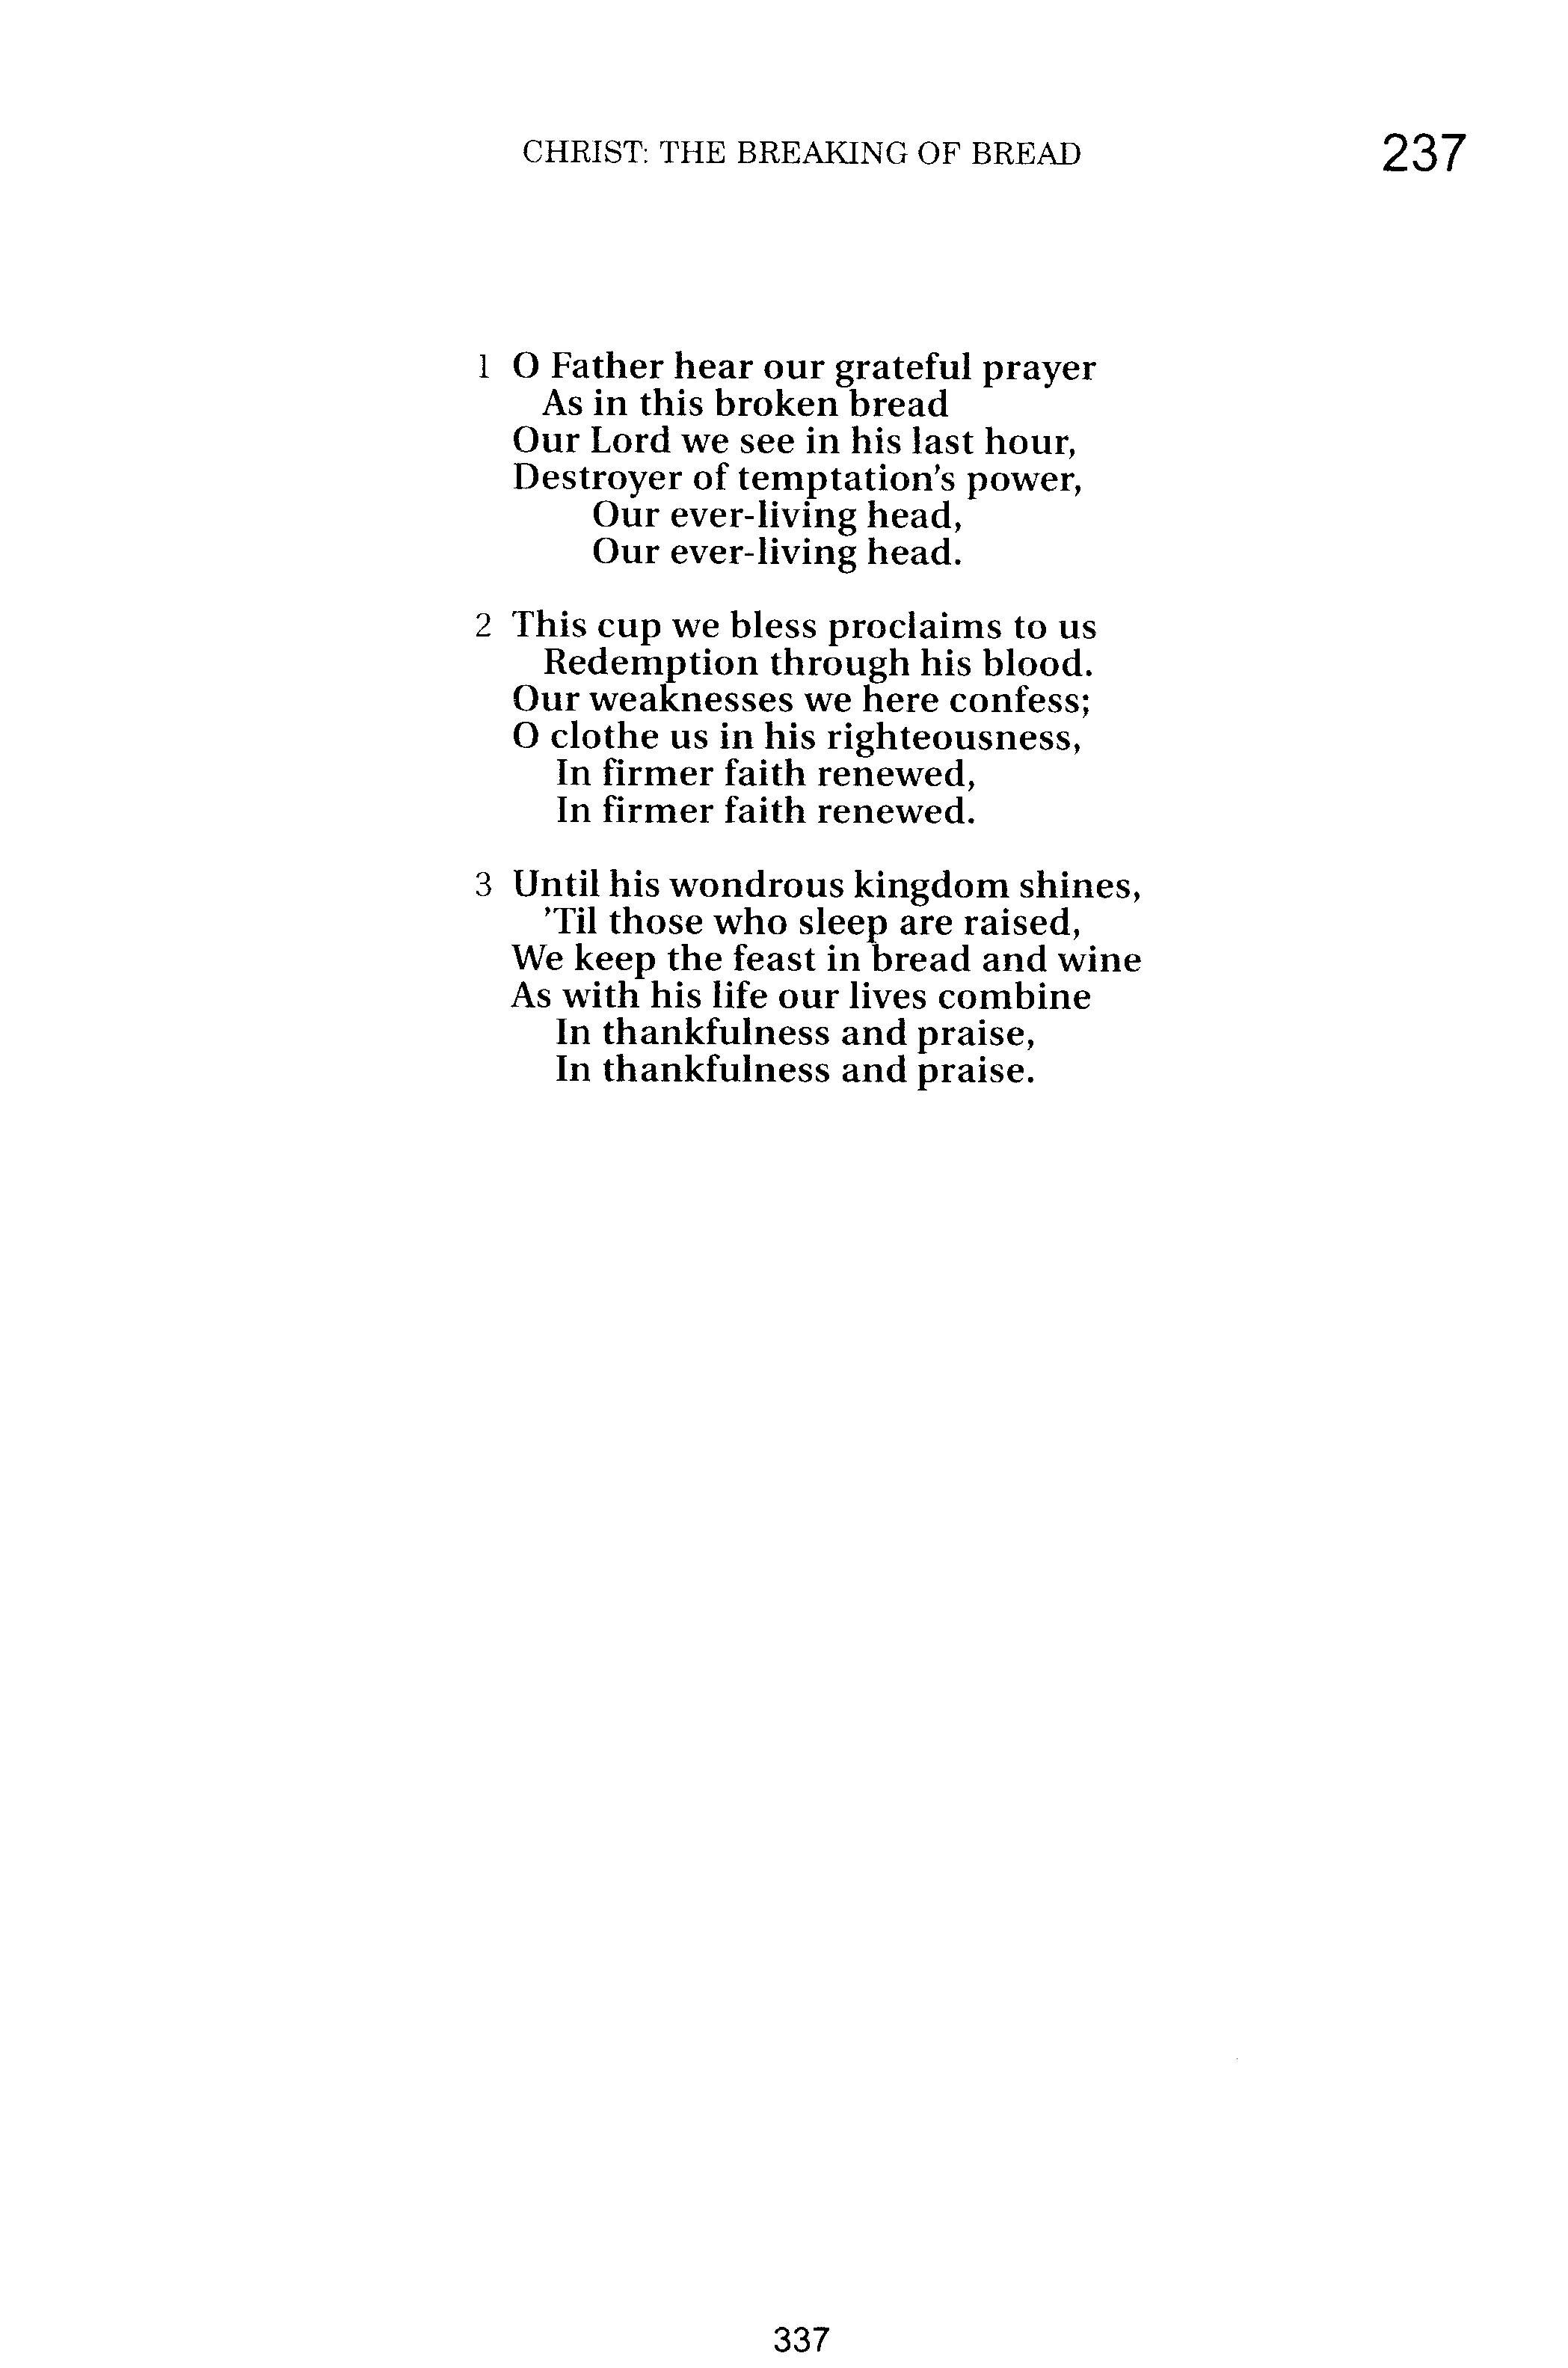 CHRIST: THE BREAKING OF BREAD 237
1 O Father hear our grateful prayer
As in this broken bread
Our Lord we see in his last hour,
Destroyer of temptation's power,
Our ever-living head,
Our ever-living head.
2 This cup we bless proclaims to us
Redemption through his blood.
Our weaknesses we here confess;
O clothe us in his righteousness,
In firmer faith renewed,
In firmer faith renewed.
3 Until his wondrous kingdom shines,
'Til those who sleep are raised,
We keep the feast in bread and wine
As with his life our lives combine
In thankfulness and praise,
In thankfulness and praise.
337